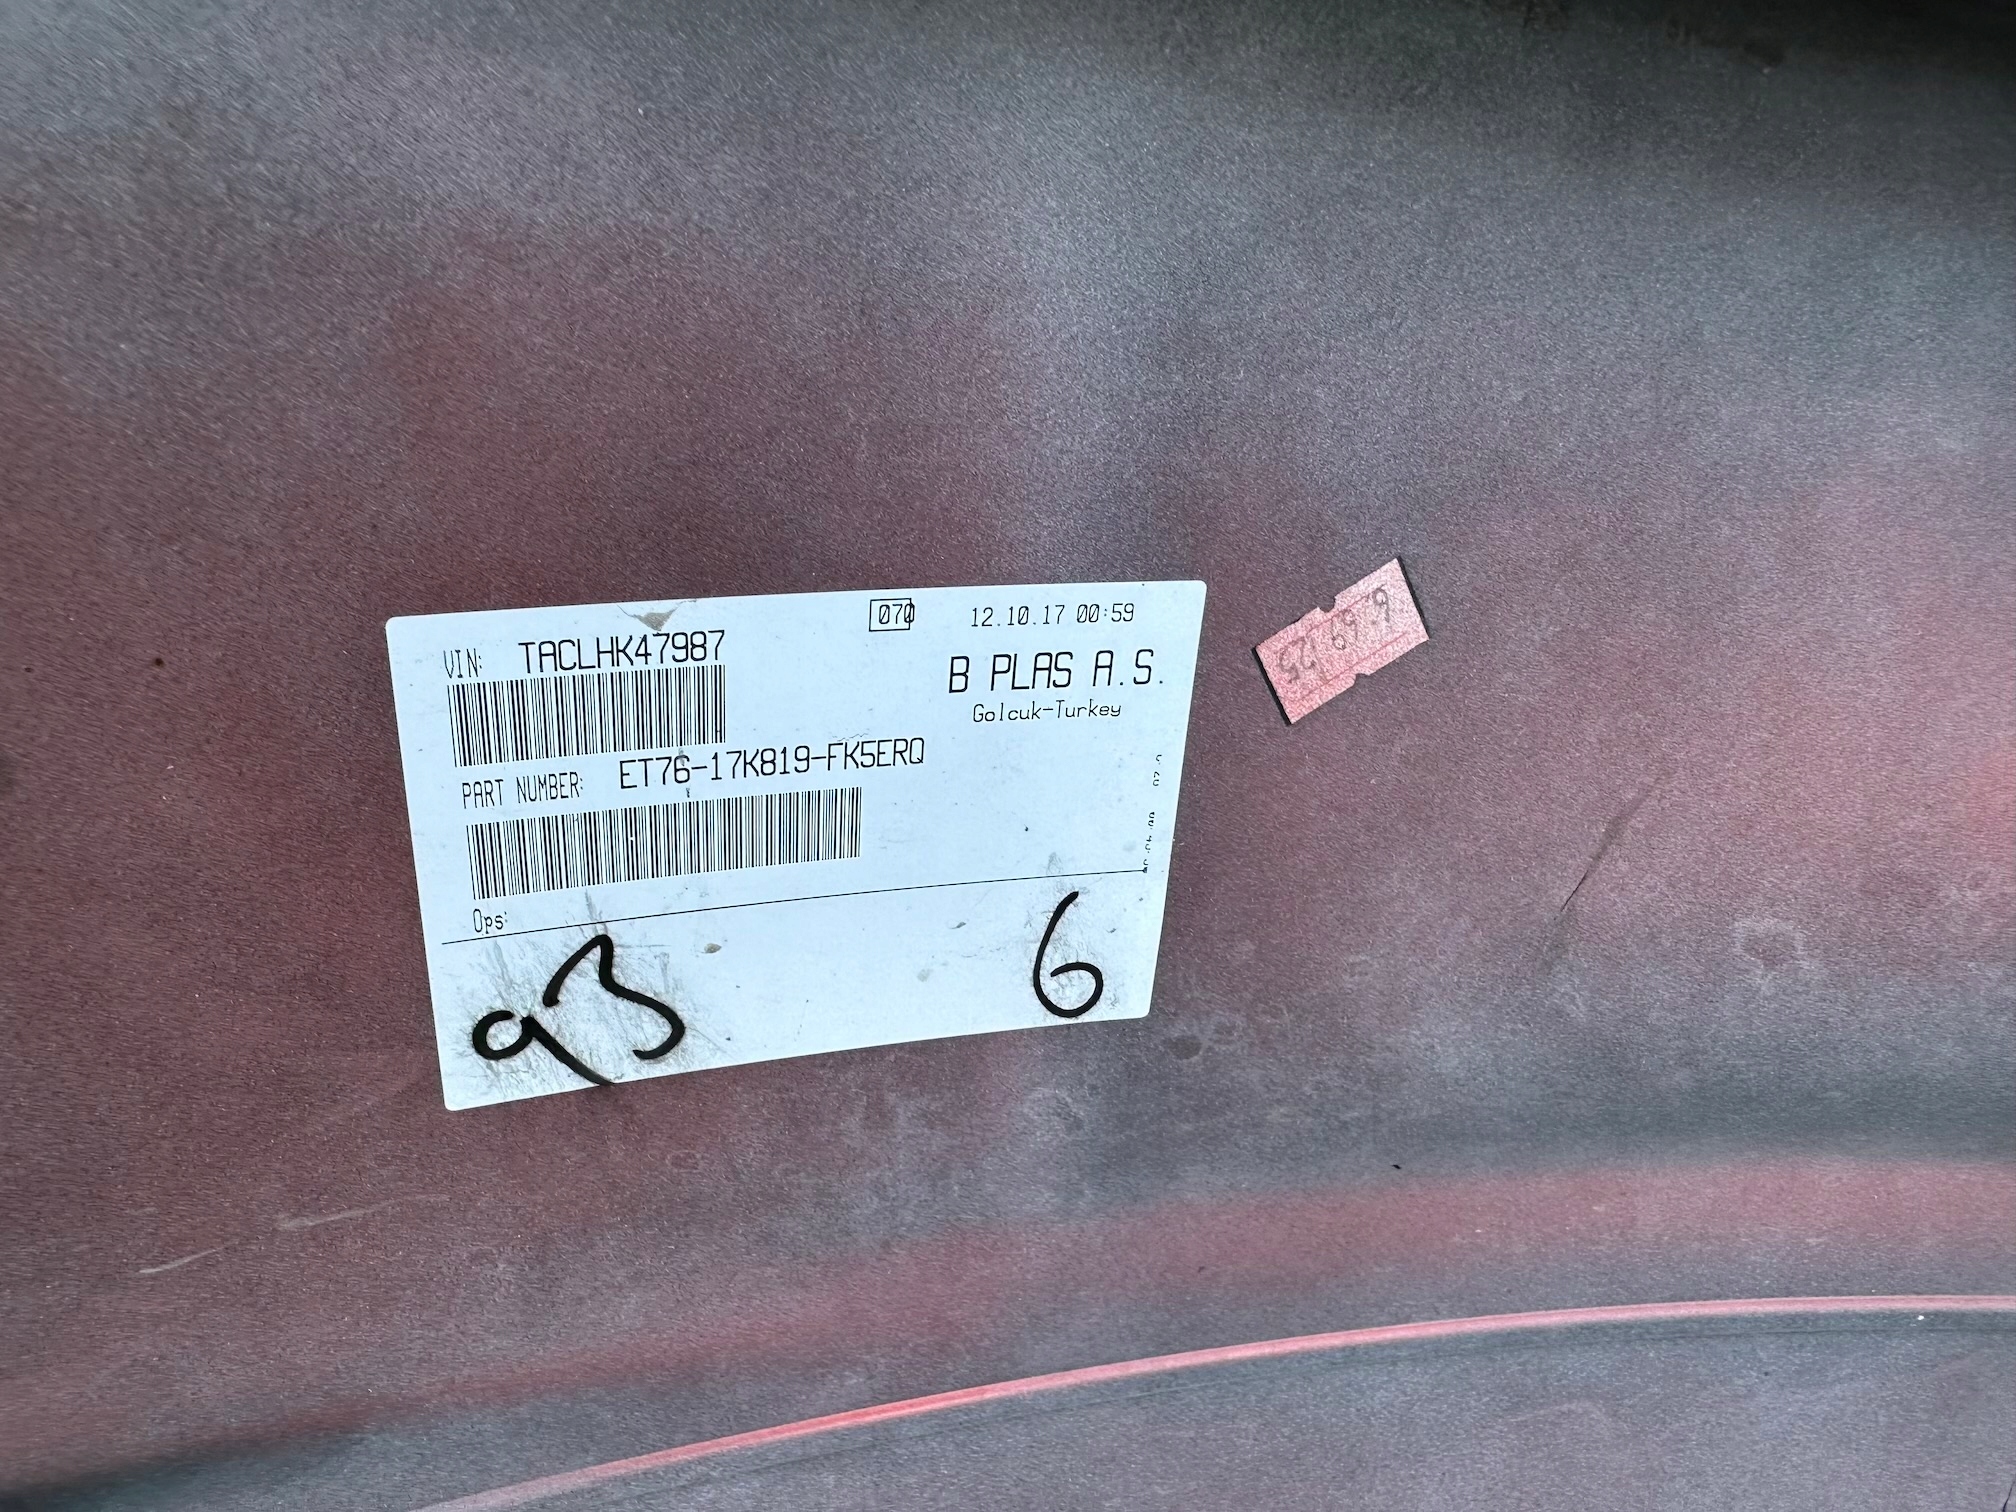 070 12.10.17 00:59
VIN: TACLHK47987
B PLAS A.S.
Golcuk-Turkey
PART NUMBER: ET76-17K819-FK5ERQ
Ops:
93 6